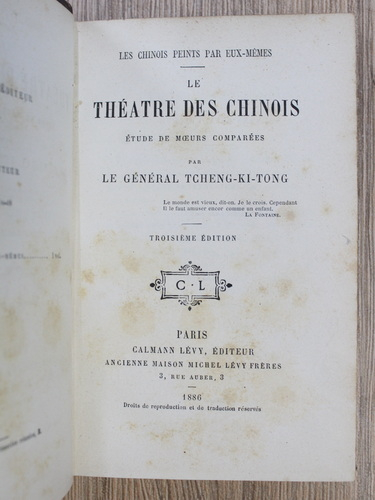 LES CHINOIS PEINTS PAR EUX-MÊMES
LE
THÉATRE DES CHINOIS
ÉTUDE DE MŒURS COMPARÉES
PAR
LE GÉNÉRAL TCHENG-KI-TONG
Le monde est vieux, dit-on. Je le crois. Cependant
Il le faut amuser encor comme un enfant.
LA FONTAINE.
TROISIÈME ÉDITION
C·L
PARIS
CALMANN LÉVY, ÉDITEUR
ANCIENNE MAISON MICHEL LÉVY FRÈRES
3, RUE AUBER, 3
1886
Droits de reproduction et de traduction réservés